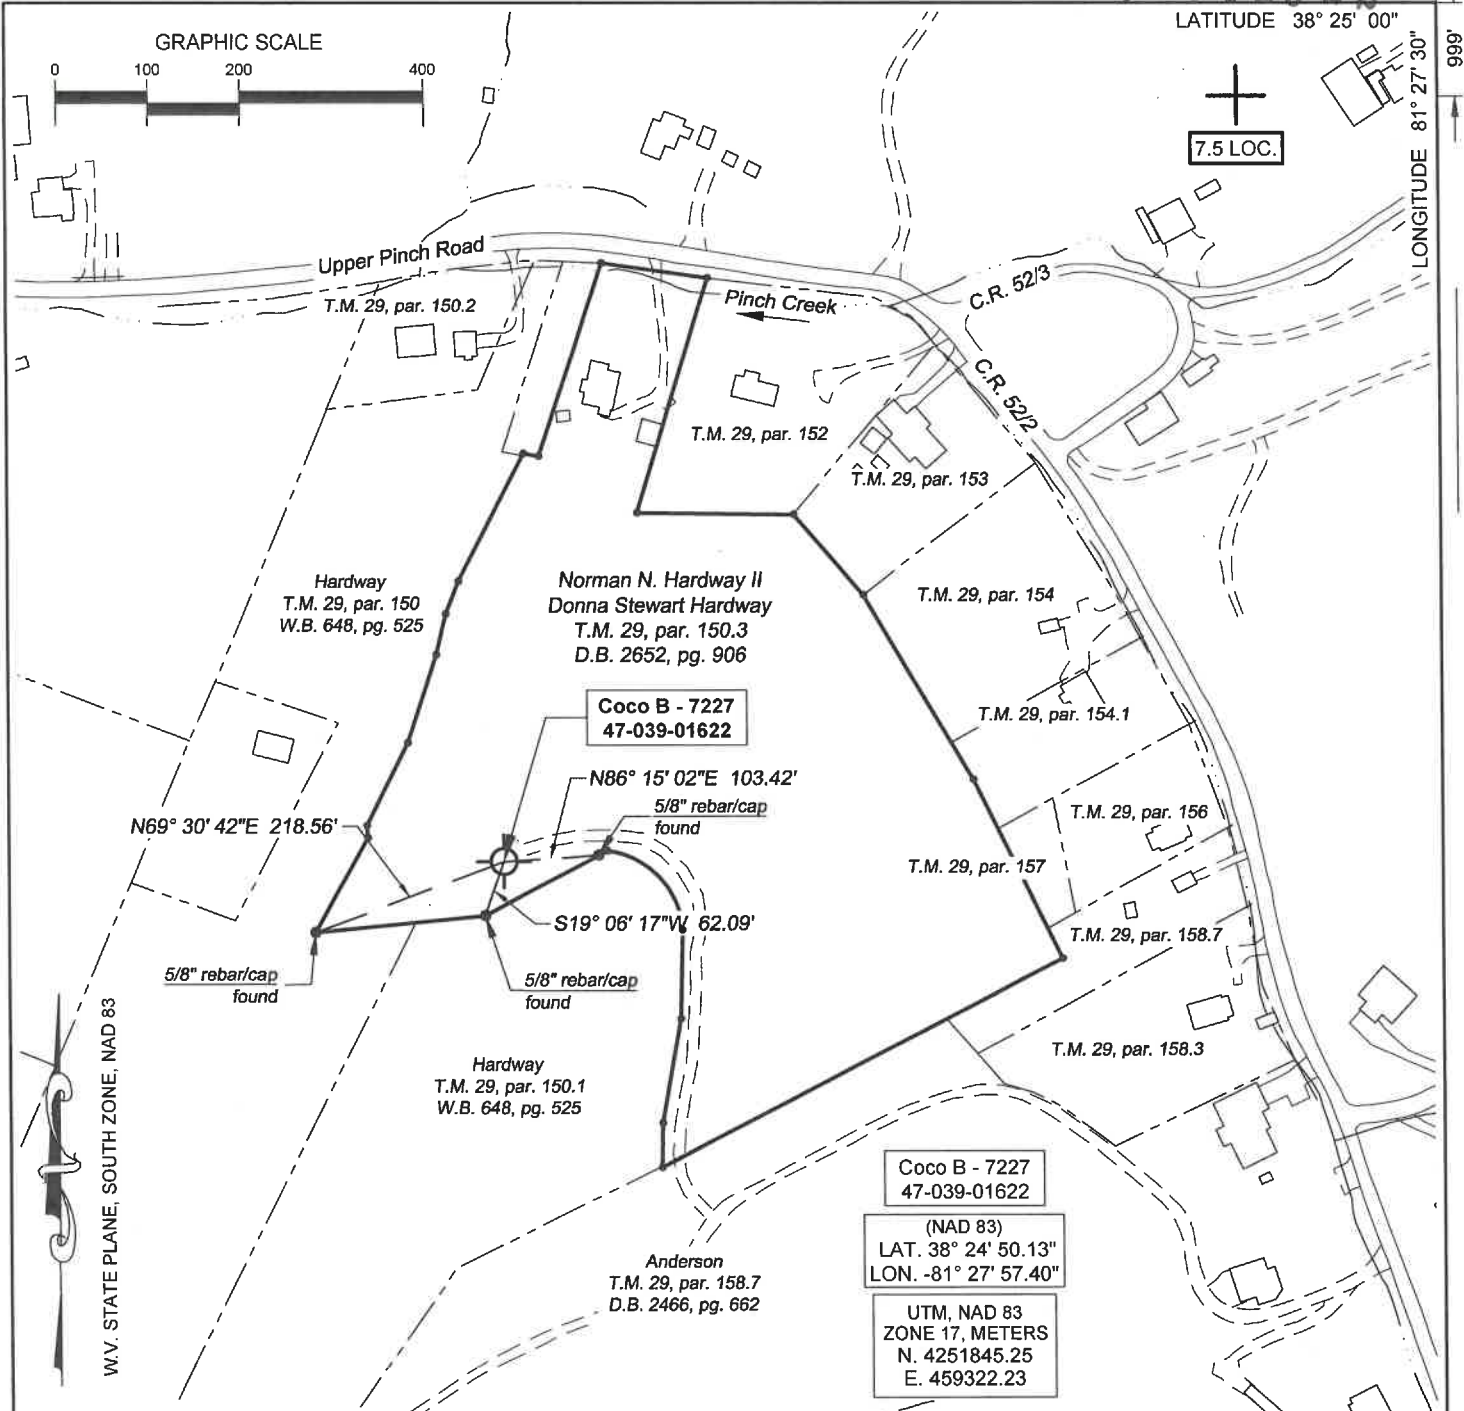 LATITUDE 38° 25' 00"
GRAPHIC SCALE
0 100 200 400
999'
LONGITUDE 81° 27' 30"
7.5 LOC.
Upper Pinch Road
T.M. 29, par. 150.2
Pinch Creek
C.R. 52/3
C.R. 52/2
T.M. 29, par. 152
T.M. 29, par. 153
Hardway
T.M. 29, par. 150
W.B. 648, pg. 525
Norman N. Hardway II
Donna Stewart Hardway
T.M. 29, par. 150.3
D.B. 2652, pg. 906
T.M. 29, par. 154
Coco B - 7227
47-039-01622
T.M. 29, par. 154.1
N86° 15' 02"E 103.42'
5/8" rebar/cap
found
N69° 30' 42"E 218.56'
T.M. 29, par. 156
T.M. 29, par. 157
S19° 06' 17"W 62.09'
T.M. 29, par. 158.7
5/8" rebar/cap
found
5/8" rebar/cap
found
W.V. STATE PLANE, SOUTH ZONE, NAD 83
Hardway
T.M. 29, par. 150.1
W.B. 648, pg. 525
T.M. 29, par. 158.3
Coco B - 7227
47-039-01622
(NAD 83)
LAT. 38° 24' 50.13"
LON. -81° 27' 57.40"
Anderson
T.M. 29, par. 158.7
D.B. 2466, pg. 662
UTM, NAD 83
ZONE 17, METERS
N. 4251845.25
E. 459322.23